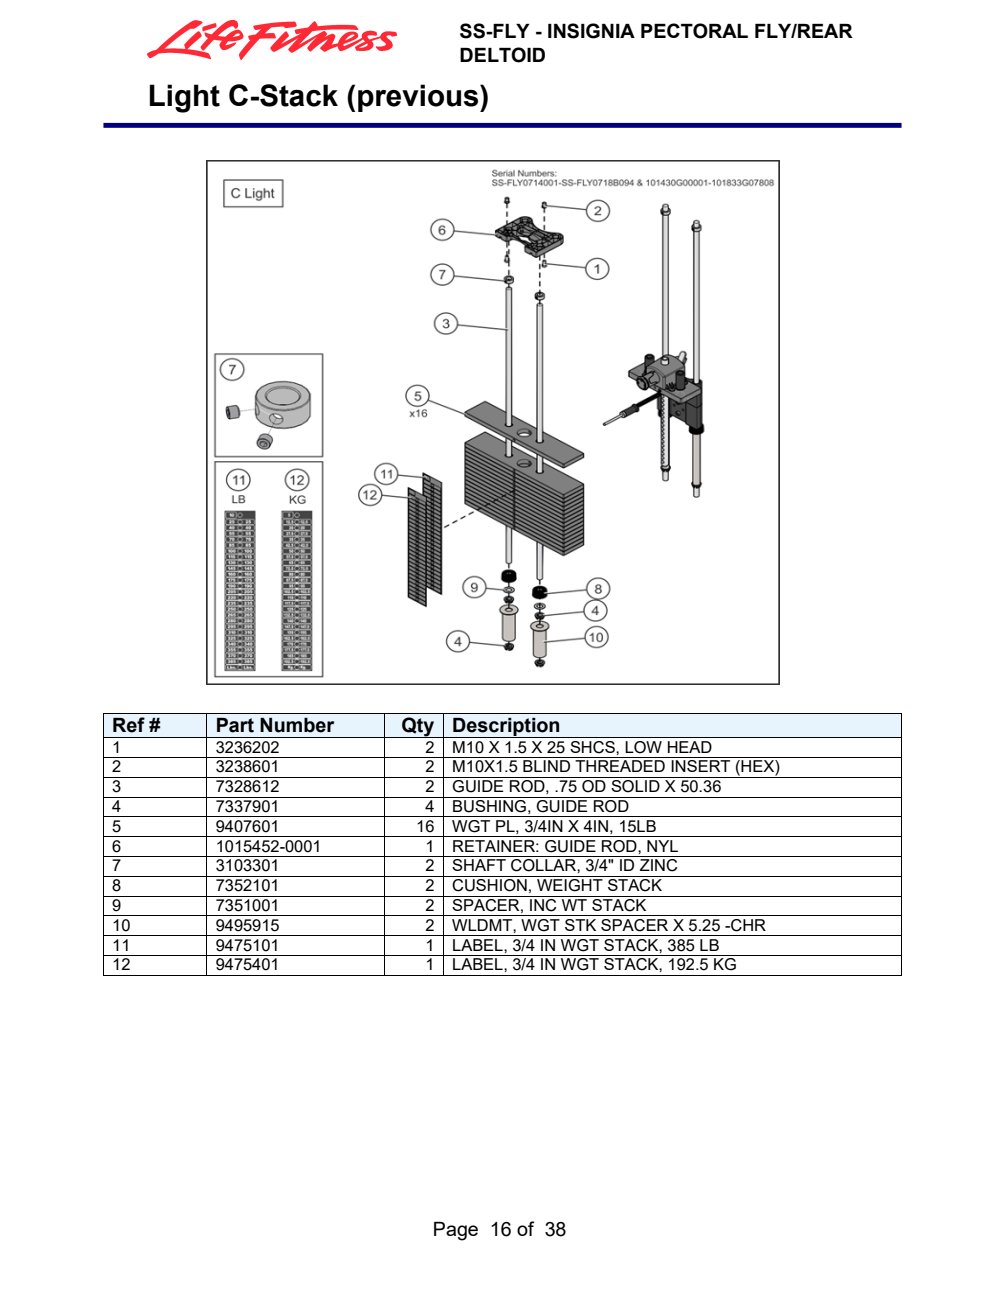 Life Fitness
SS-FLY - INSIGNIA PECTORAL FLY/REAR
DELTOID
Light C-Stack (previous)
Serial Numbers:
SS-FLY0714001-SS-FLY0718B094 & 101430G00001-101833G07808
C Light
2
6
1
7
3
7
5
x16
11
12
11
12
LB
KG
9
8
4
4
10
Ref # Part Number Qty Description
1 3236202 2 M10 X 1.5 X 25 SHCS, LOW HEAD
2 3238601 2 M10X1.5 BLIND THREADED INSERT (HEX)
3 7328612 2 GUIDE ROD, .75 OD SOLID X 50.36
4 7337901 4 BUSHING, GUIDE ROD
5 9407601 16 WGT PL, 3/4IN X 4IN, 15LB
6 1015452-0001 1 RETAINER: GUIDE ROD, NYL
7 3103301 2 SHAFT COLLAR, 3/4" ID ZINC
8 7352101 2 CUSHION, WEIGHT STACK
9 7351001 2 SPACER, INC WT STACK
10 9495915 2 WLDMT, WGT STK SPACER X 5.25 -CHR
11 9475101 1 LABEL, 3/4 IN WGT STACK, 385 LB
12 9475401 1 LABEL, 3/4 IN WGT STACK, 192.5 KG
Page 16 of 38